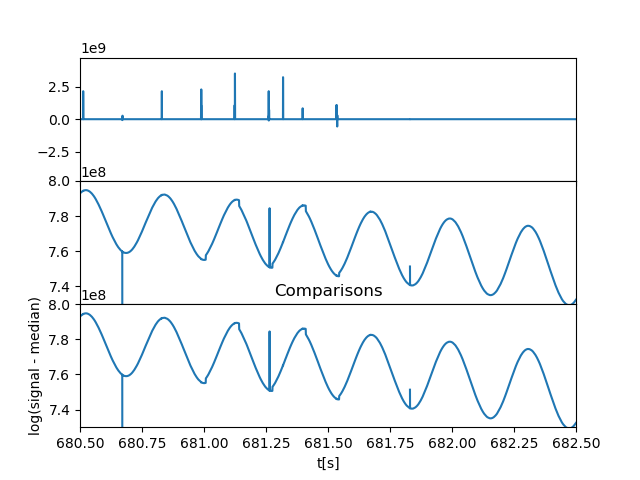 1e9
2.5
0.0
−2.5
1e8
8.0
7.8
7.6
7.4
Comparisons
1e8
8.0
7.8
7.6
7.4
log(signal - median)
680.50 680.75 681.00 681.25 681.50 681.75 682.00 682.25 682.50
t[s]